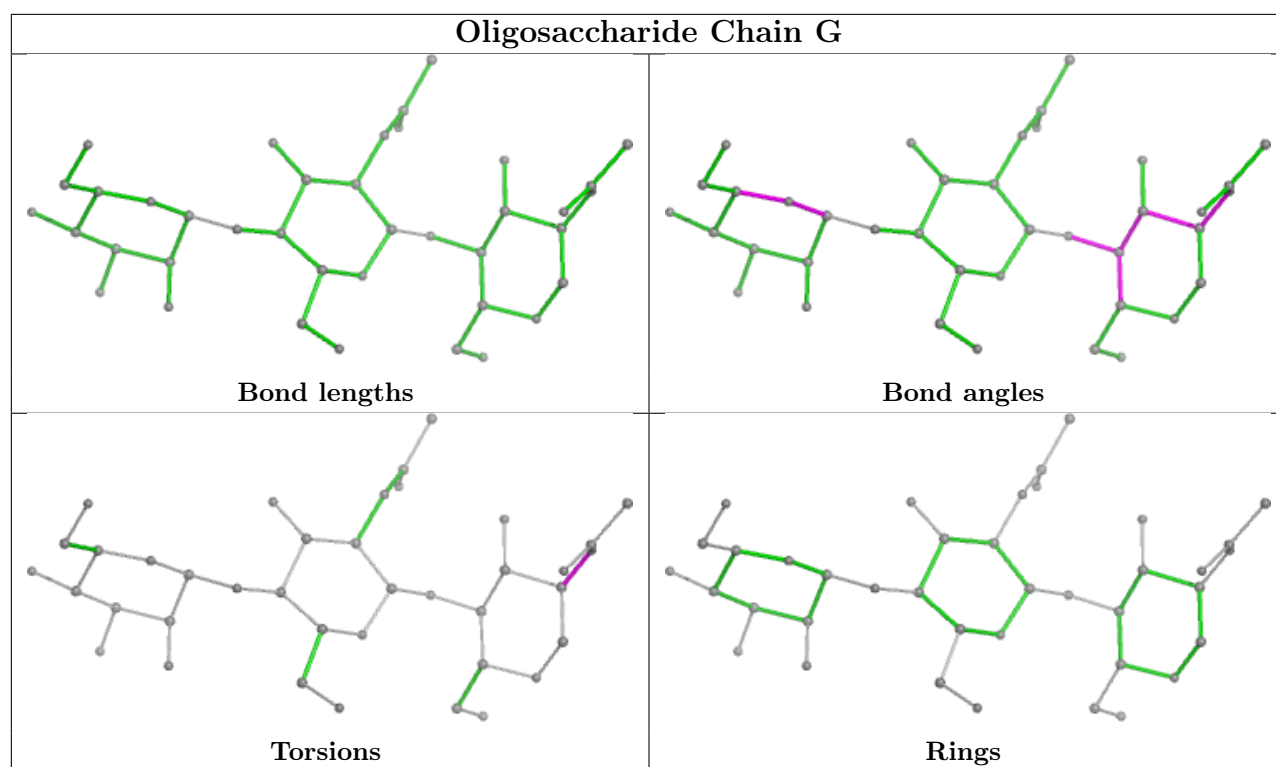 Oligosaccharide Chain G
Bond lengths
Bond angles
Torsions
Rings